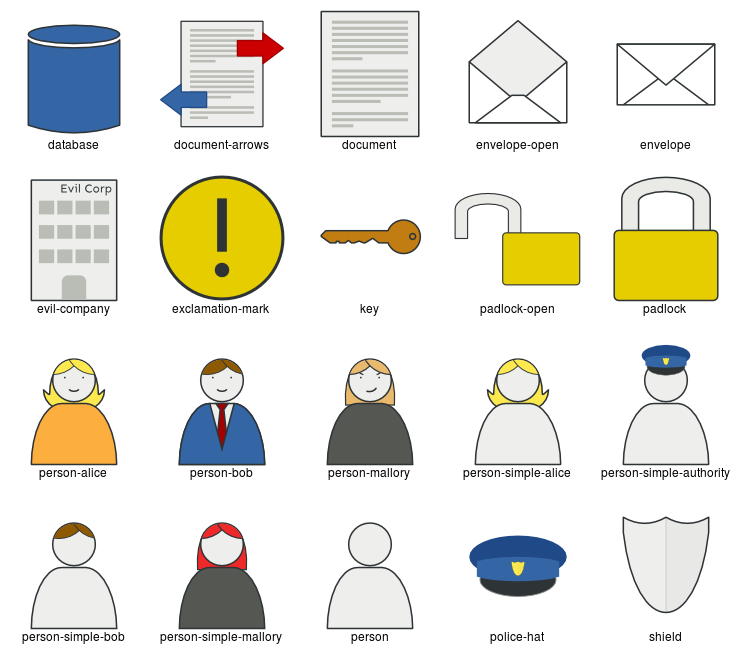 database
document-arrows
document
envelope-open
envelope
Evil Corp
evil-company
exclamation-mark
key
padlock-open
padlock
person-alice
person-bob
person-mallory
person-simple-alice
person-simple-authority
person-simple-bob
person-simple-mallory
person
police-hat
shield